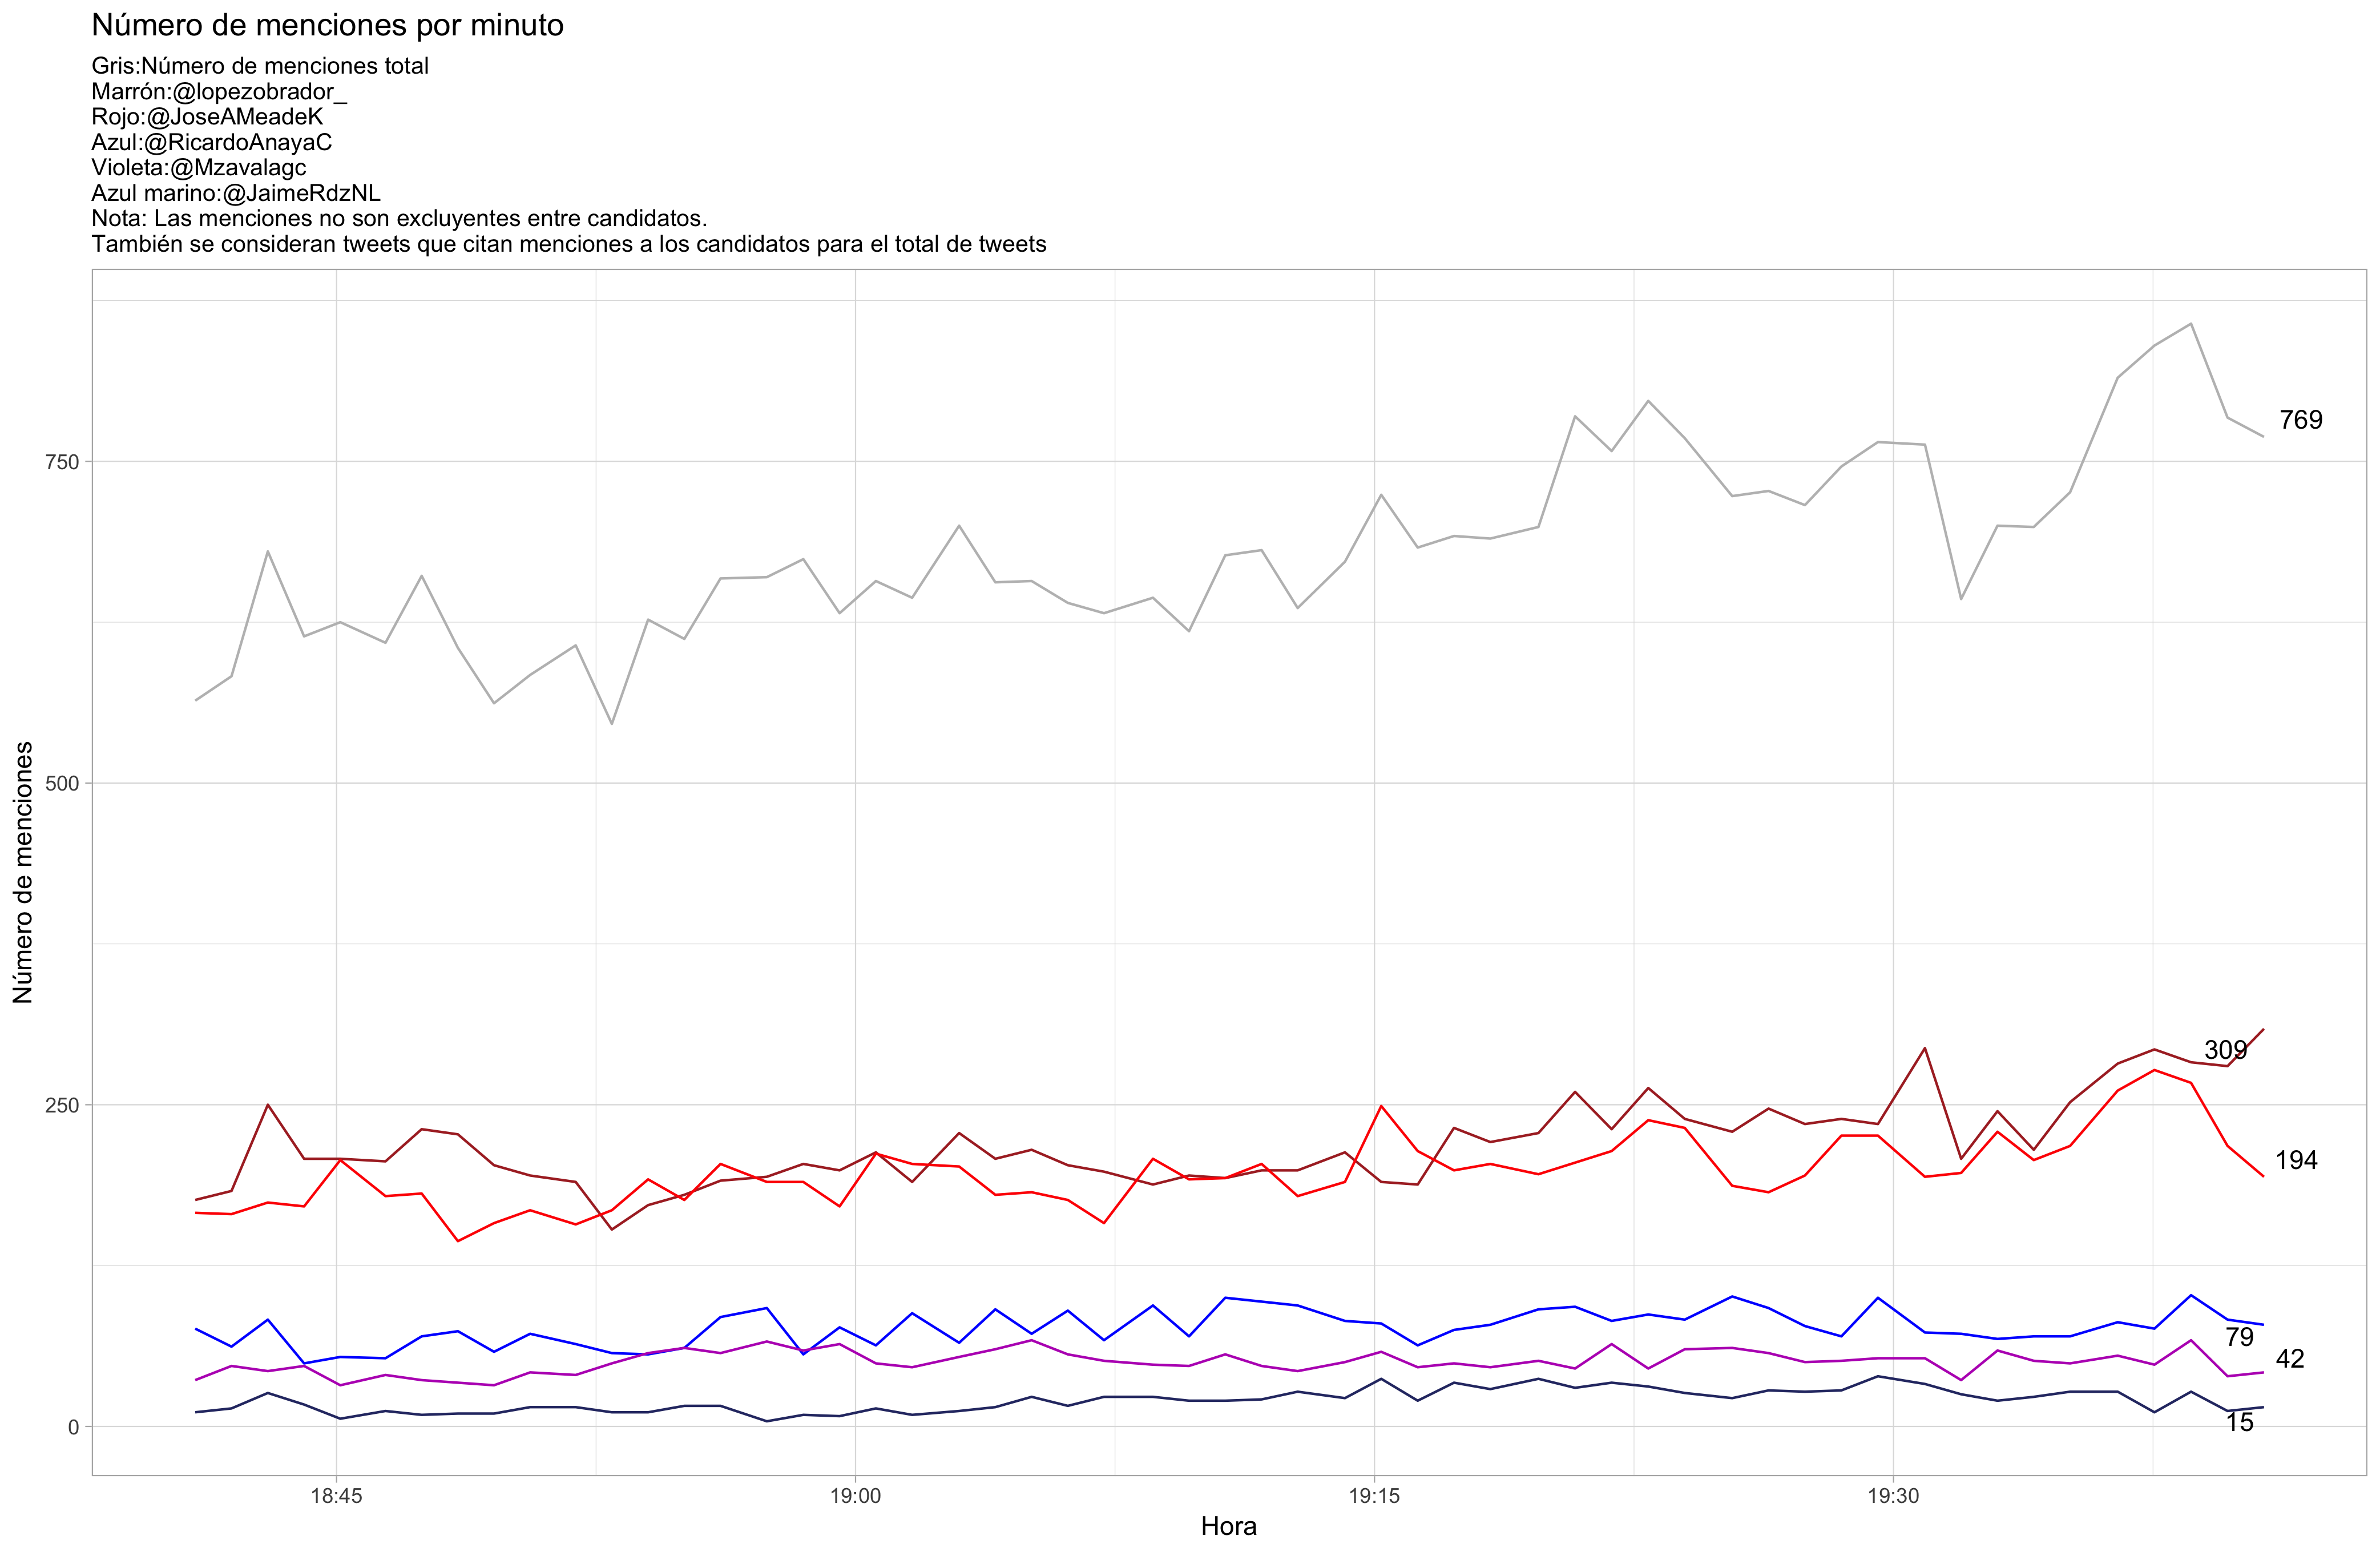 Número de menciones por minuto
Gris:Número de menciones total
Marrón:@lopezobrador_
Rojo:@JoseAMeadeK
Azul:@RicardoAnayaC
Violeta:@Mzavalagc
Azul marino:@JaimeRdzNL
Nota: Las menciones no son excluyentes entre candidatos.
También se consideran tweets que citan menciones a los candidatos para el total de tweets
Número de menciones
750
500
250
0
769
309
194
79
42
15
18:45
19:00
19:15
19:30
Hora